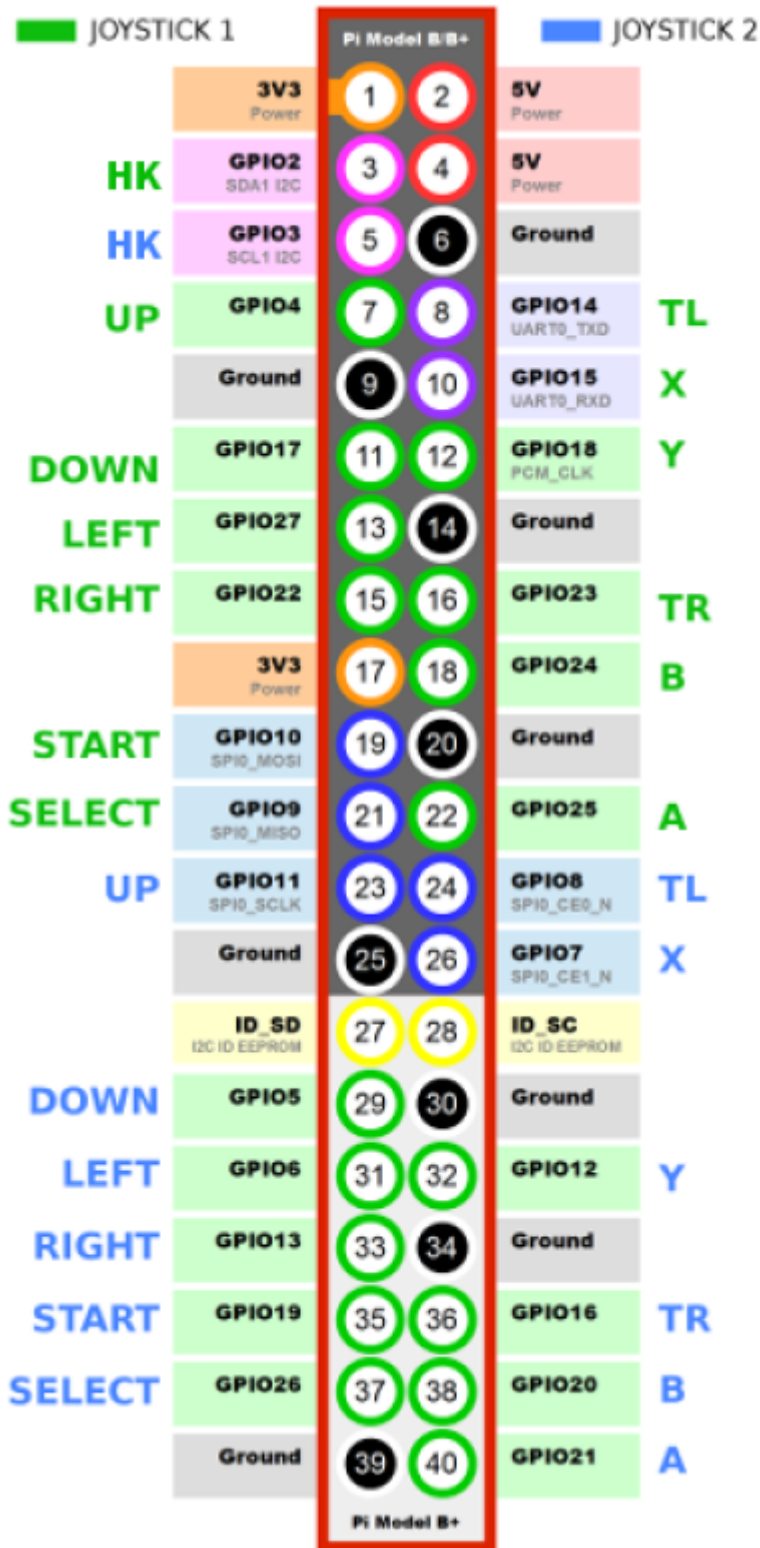 JOYSTICK 1 Pi Model B/B+ JOYSTICK 2
3V3 1 2 5V
Power Power
HK GPIO2 3 4 5V
SDA1 I2C Power
HK GPIO3 5 6 Ground
SCL1 I2C
UP GPIO4 7 8 GPIO14 TL
UART0_TXD
Ground 9 10 GPIO15 X
UART0_RXD
DOWN GPIO17 11 12 GPIO18 Y
PCM_CLK
LEFT GPIO27 13 14 Ground
RIGHT GPIO22 15 16 GPIO23 TR
3V3 17 18 GPIO24 B
Power
START GPIO10 19 20 Ground
SPI0_MOSI
SELECT GPIO9 21 22 GPIO25 A
SPI0_MISO
UP GPIO11 23 24 GPIO8 TL
SPI0_SCLK SPI0_CE0_N
Ground 25 26 GPIO7 X
SPI0_CE1_N
ID_SD 27 28 ID_SC
I2C ID EEPROM I2C ID EEPROM
DOWN GPIO5 29 30 Ground
LEFT GPIO6 31 32 GPIO12 Y
RIGHT GPIO13 33 34 Ground
START GPIO19 35 36 GPIO16 TR
SELECT GPIO26 37 38 GPIO20 B
Ground 39 40 GPIO21 A
Pi Model B+